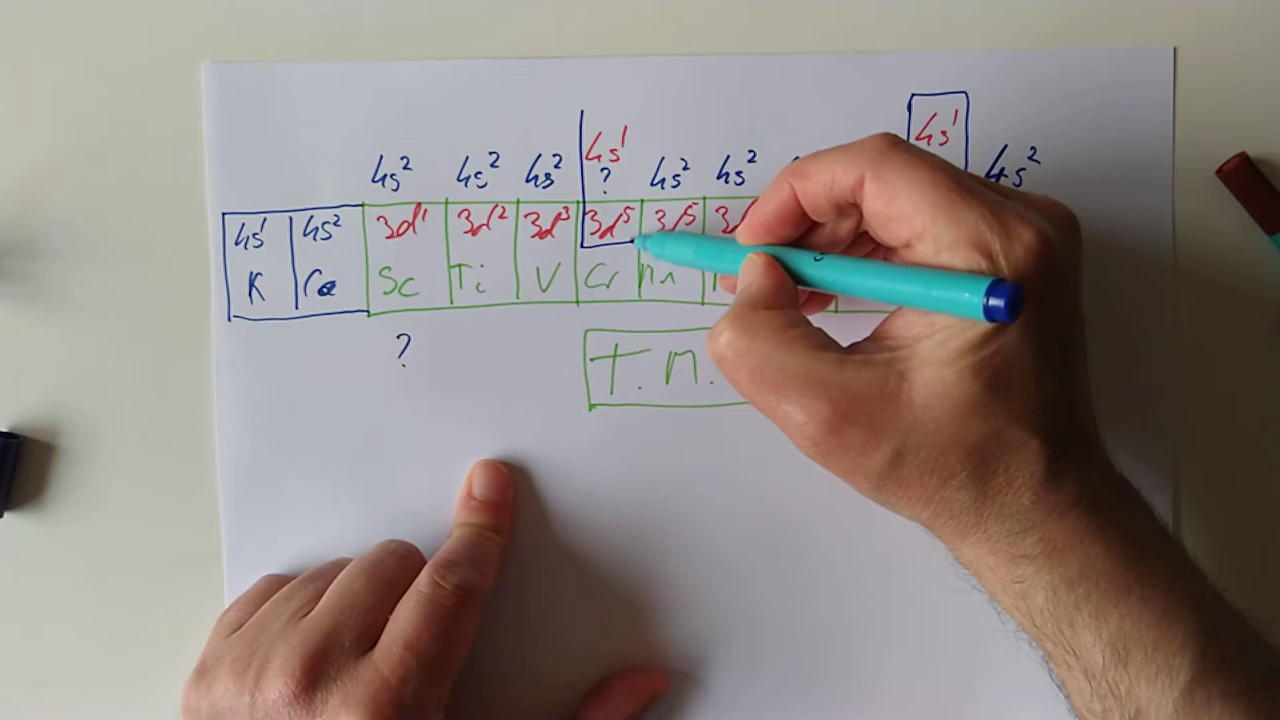 4s¹ 4s¹
4s² 4s² 4s² ? 4s² 4s² 4s²
4s¹ 4s² 3d¹ 3d² 3d³ 3d⁵ 3d⁵
K Ca Sc Ti V Cr Mn
? T.M.